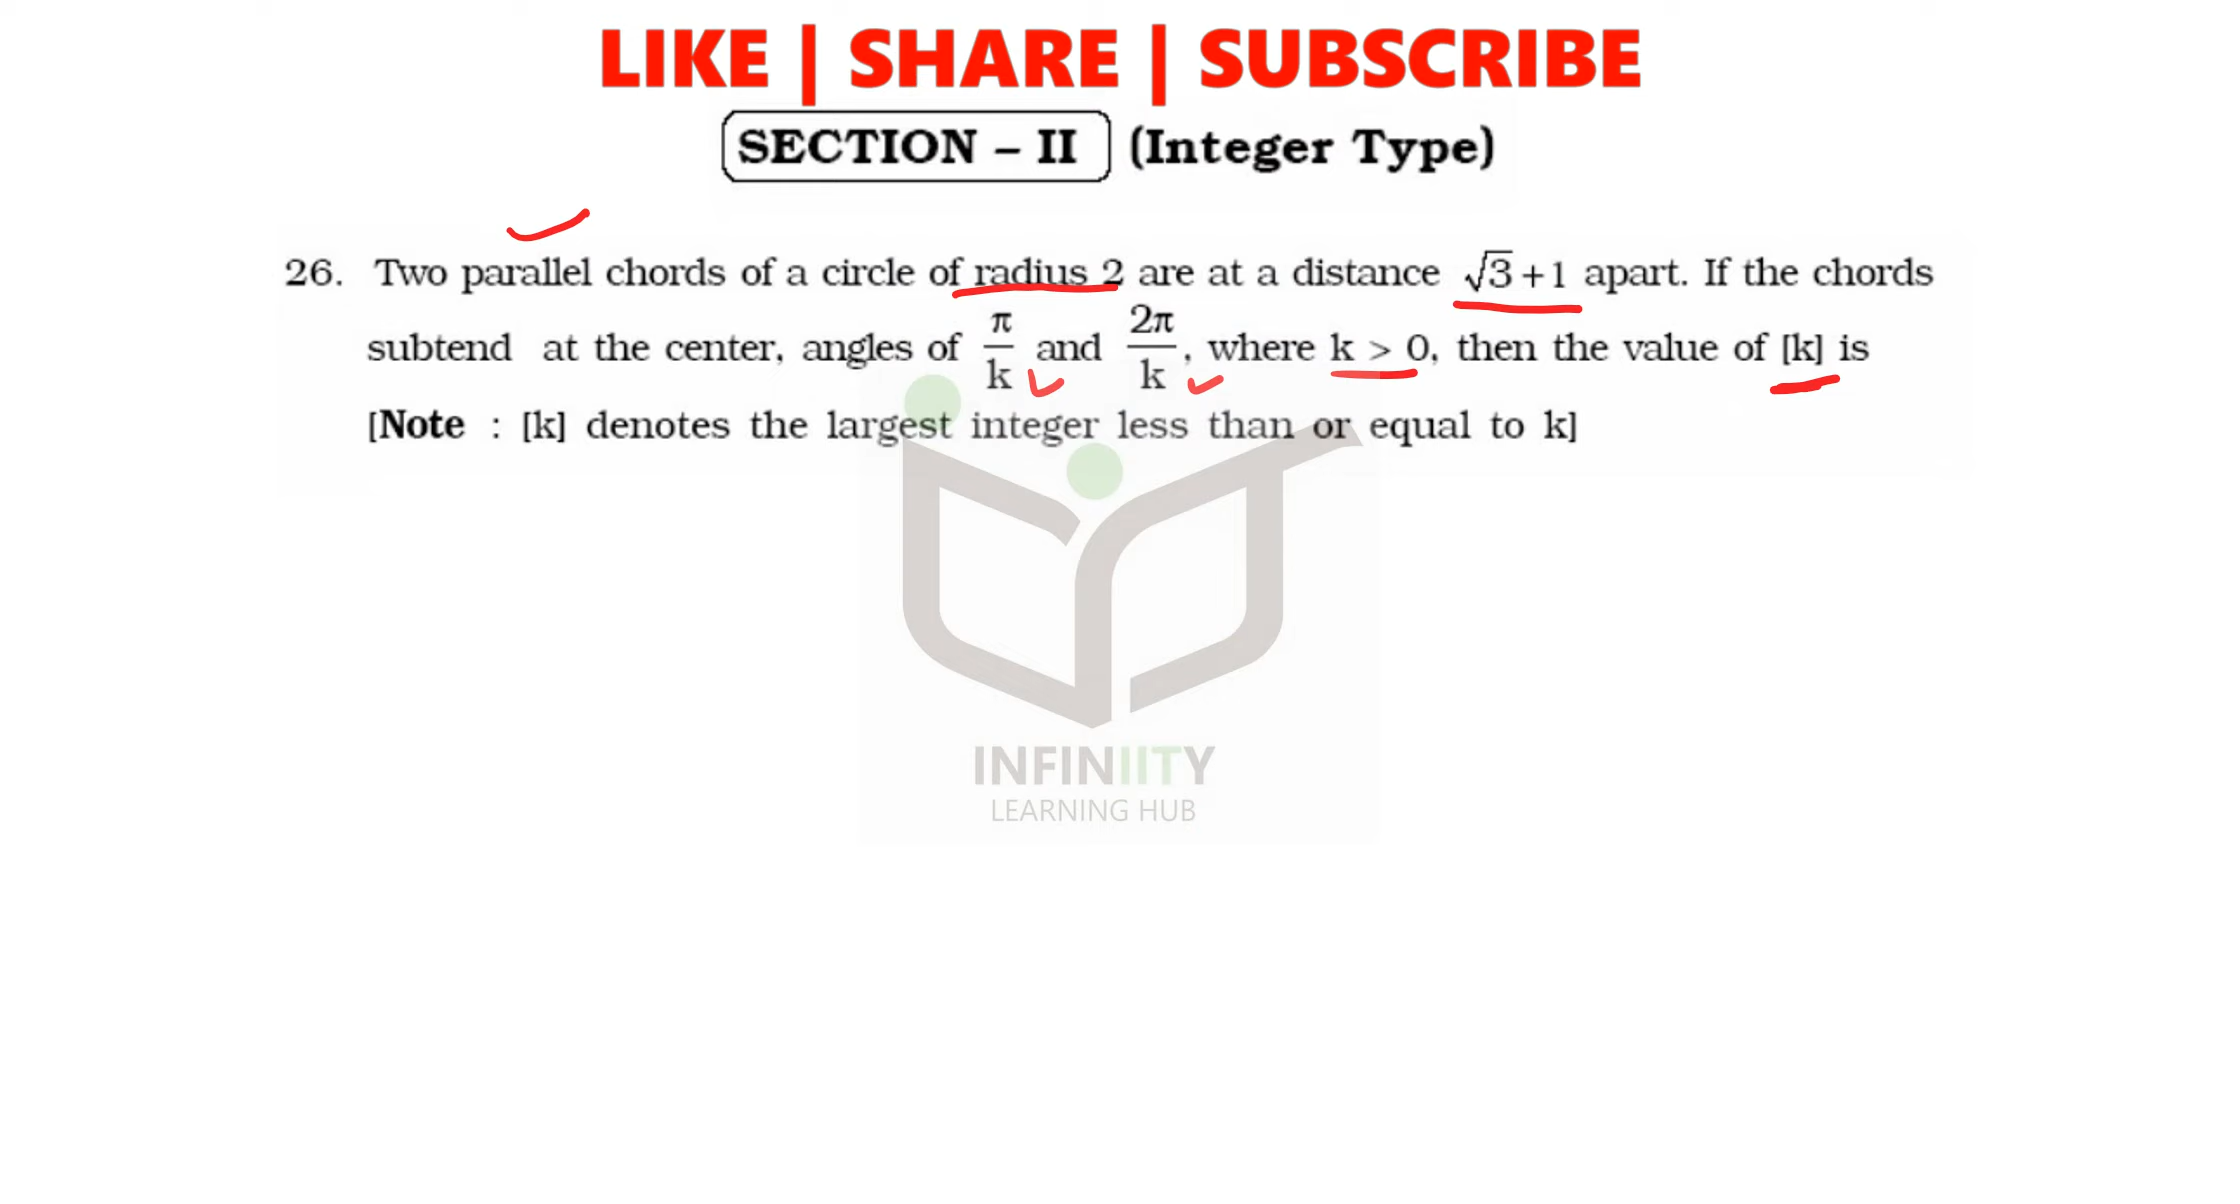 LIKE | SHARE | SUBSCRIBE
SECTION – II (Integer Type)
26. Two parallel chords of a circle of radius 2 are at a distance √3+1 apart. If the chords
subtend at the center, angles of π/k and 2π/k, where k > 0, then the value of [k] is
[Note : [k] denotes the largest integer less than or equal to k]
INFINIITY
LEARNING HUB